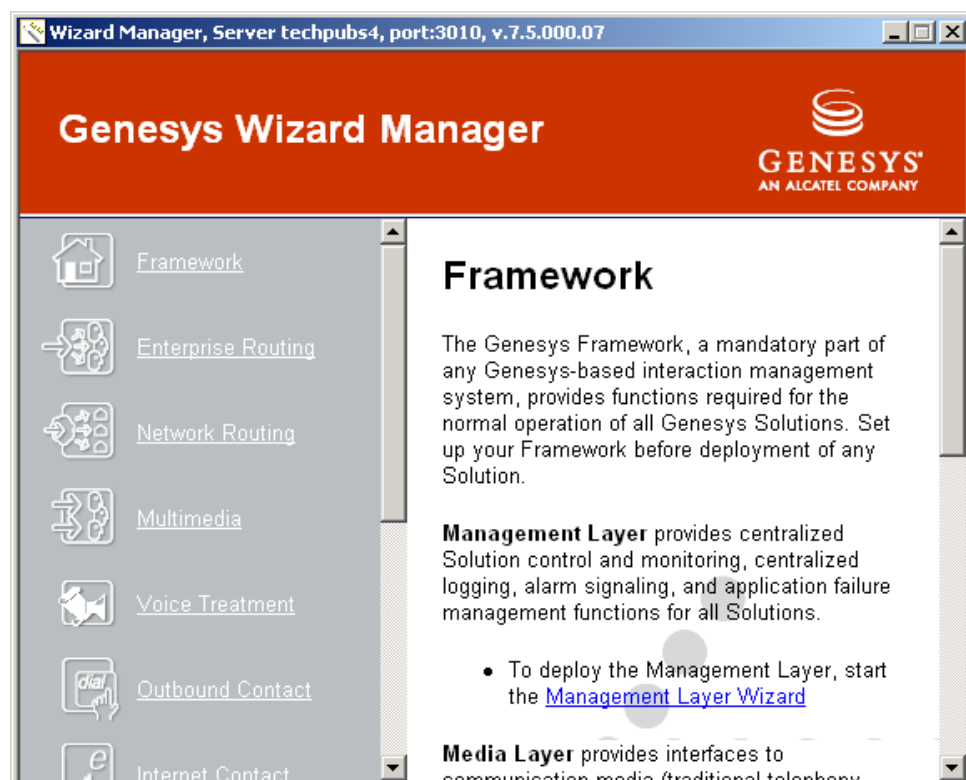 Wizard Manager, Server techpubs4, port:3010, v.7.5.000.07
Genesys Wizard Manager
GENESYS
AN ALCATEL COMPANY
Framework
Enterprise Routing
Network Routing
Multimedia
Voice Treatment
dial
Outbound Contact
e
Internet Contact
Framework
The Genesys Framework, a mandatory part of
any Genesys-based interaction management
system, provides functions required for the
normal operation of all Genesys Solutions. Set
up your Framework before deployment of any
Solution.
Management Layer provides centralized
Solution control and monitoring, centralized
logging, alarm signaling, and application failure
management functions for all Solutions.
• To deploy the Management Layer, start
the Management Layer Wizard
Media Layer provides interfaces to
communication media (traditional telephony